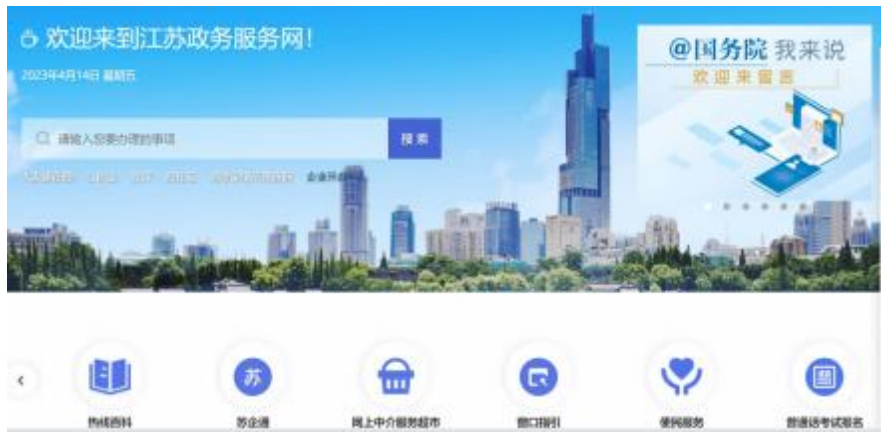 欢迎来到江苏政务服务网!
2023年4月14日 星期五
@国务院 我来说
欢迎来留言
请输入您要办理的事项
搜索
热线百科
苏
苏企通
网上中介服务超市
窗口指引
便民服务
普通话考试报名